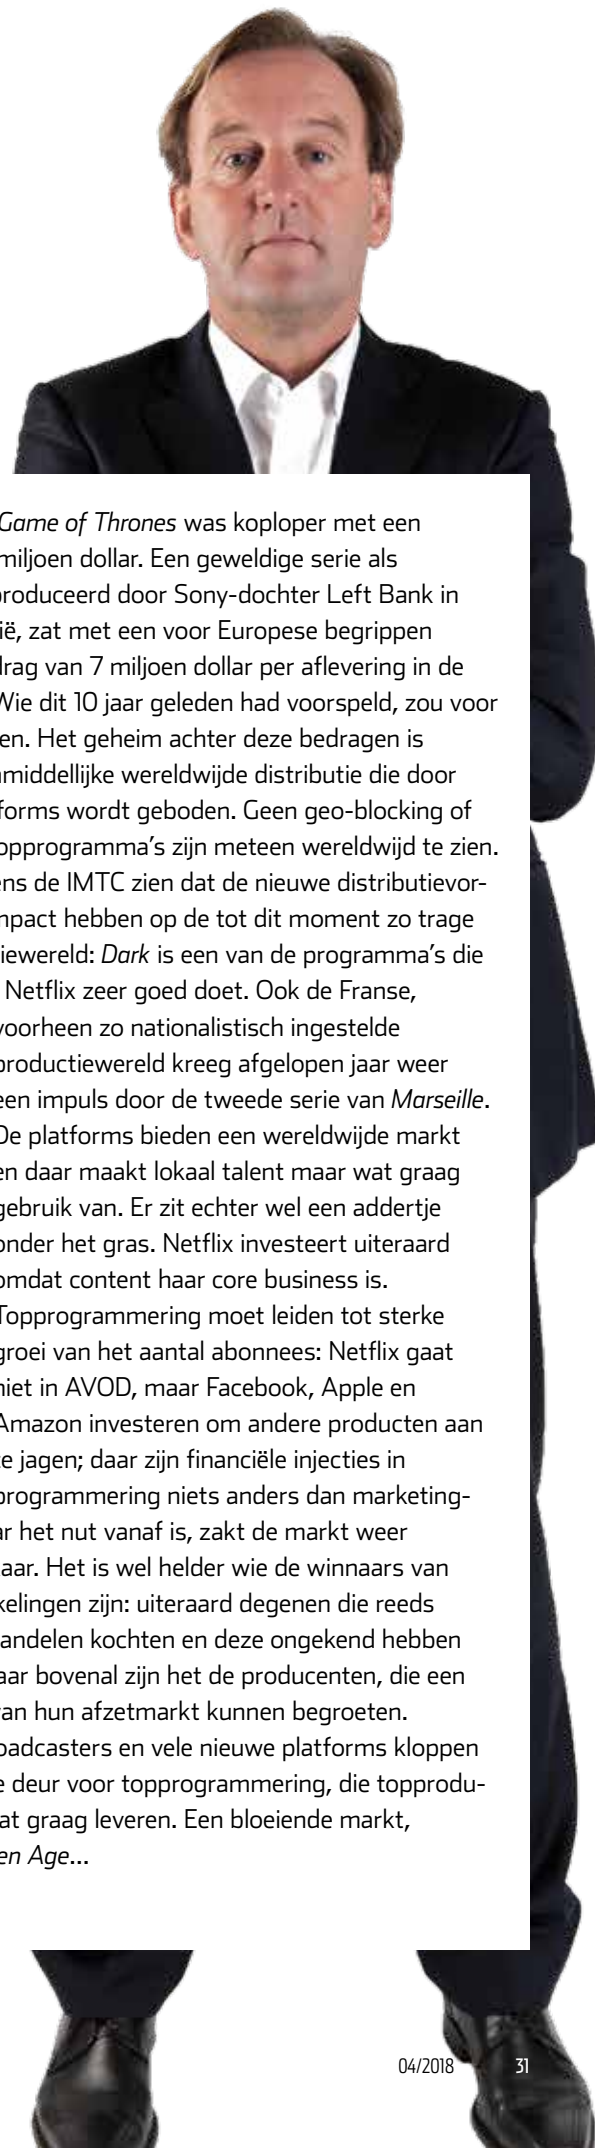 Game of Thrones was koploper met een
miljoen dollar. Een geweldige serie als
produceerd door Sony-dochter Left Bank in
ië, zat met een voor Europese begrippen
drag van 7 miljoen dollar per aflevering in de
Wie dit 10 jaar geleden had voorspeld, zou voor
en. Het geheim achter deze bedragen is
middellijke wereldwijde distributie die door
forms wordt geboden. Geen geo-blocking of
opprogramma's zijn meteen wereldwijd te zien.
ens de IMTC zien dat de nieuwe distributievor-
mpact hebben op de tot dit moment zo trage
iewereld: Dark is een van de programma's die
Netflix zeer goed doet. Ook de Franse,
voorheen zo nationalistisch ingestelde
productiewereld kreeg afgelopen jaar weer
een impuls door de tweede serie van Marseille.
De platforms bieden een wereldwijde markt
en daar maakt lokaal talent maar wat graag
gebruik van. Er zit echter wel een addertje
onder het gras. Netflix investeert uiteraard
omdat content haar core business is.
Topprogrammering moet leiden tot sterke
groei van het aantal abonnees: Netflix gaat
niet in AVOD, maar Facebook, Apple en
Amazon investeren om andere producten aan
te jagen; daar zijn financiële injecties in
programmering niets anders dan marketing-
ar het nut vanaf is, zakt de markt weer
aar. Het is wel helder wie de winnaars van
kelingen zijn: uiteraard degenen die reeds
andelen kochten en deze ongekend hebben
aar bovenal zijn het de producenten, die een
van hun afzetmarkt kunnen begroeten.
oadcasters en vele nieuwe platforms kloppen
e deur voor topprogrammering, die topprodu-
at graag leveren. Een bloeiende markt,
en Age...
04/2018 31